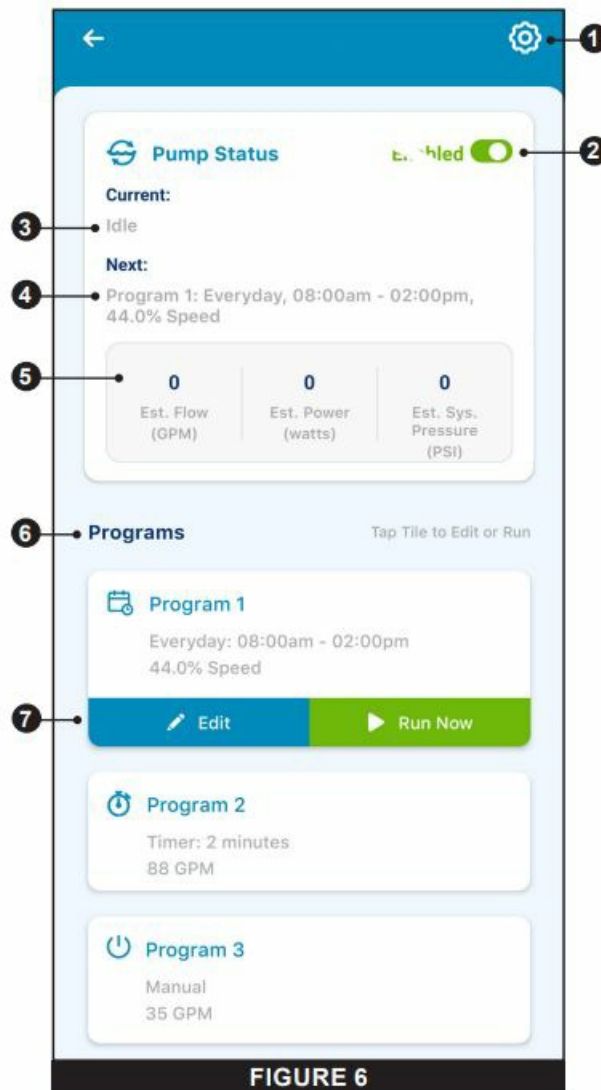 1
Pump Status
2
Current:
3 Idle
Next:
4 Program 1: Everyday, 08:00am - 02:00pm,
44.0% Speed
5 0 0 0
Est. Flow Est. Power Est. Sys.
(GPM) (watts) Pressure
(PSI)
6 Programs Tap Tile to Edit or Run
Program 1
Everyday: 08:00am - 02:00pm
44.0% Speed
7 Edit Run Now
Program 2
Timer: 2 minutes
88 GPM
Program 3
Manual
35 GPM
FIGURE 6